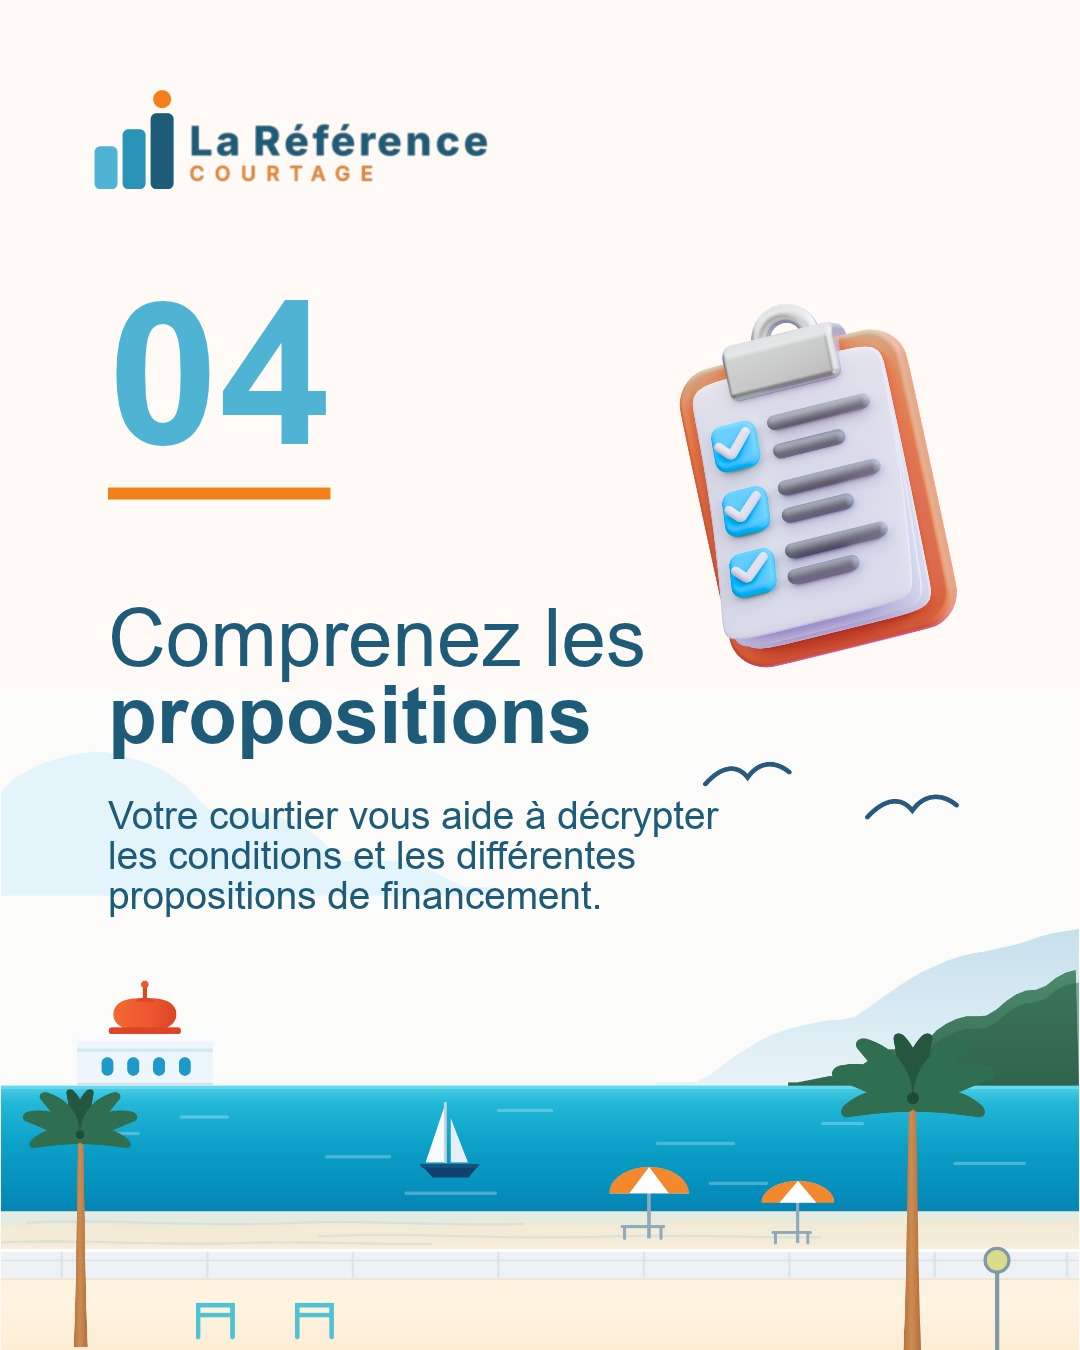 La Référence
COURTAGE
04
Comprenez les
propositions
Votre courtier vous aide à décrypter
les conditions et les différentes
propositions de financement.